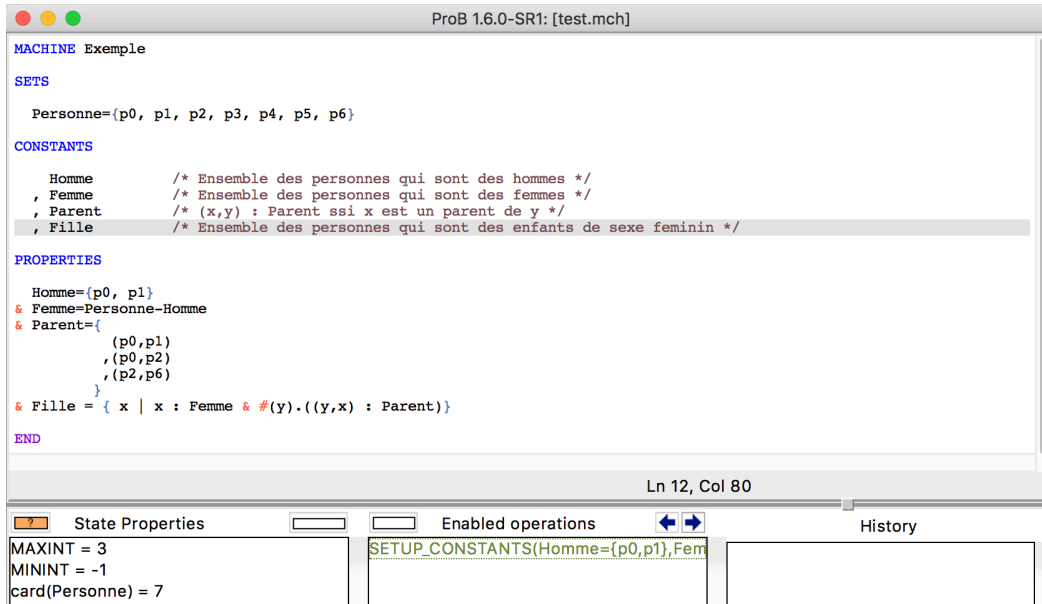 ProB 1.6.0-SR1: [test.mch]
MACHINE Exemple
SETS
Personne={p0, p1, p2, p3, p4, p5, p6}
CONSTANTS
Homme /* Ensemble des personnes qui sont des hommes */
, Femme /* Ensemble des personnes qui sont des femmes */
, Parent /* (x,y) : Parent ssi x est un parent de y */
, Fille /* Ensemble des personnes qui sont des enfants de sexe feminin */
PROPERTIES
Homme={p0, p1}
& Femme=Personne-Homme
& Parent={
(p0,p1)
,(p0,p2)
,(p2,p6)
}
& Fille = { x | x : Femme & #(y).((y,x) : Parent)}
END
Ln 12, Col 80
? State Properties
Enabled operations
History
MAXINT = 3
MININT = -1
card(Personne) = 7
SETUP_CONSTANTS(Homme={p0,p1},Fem